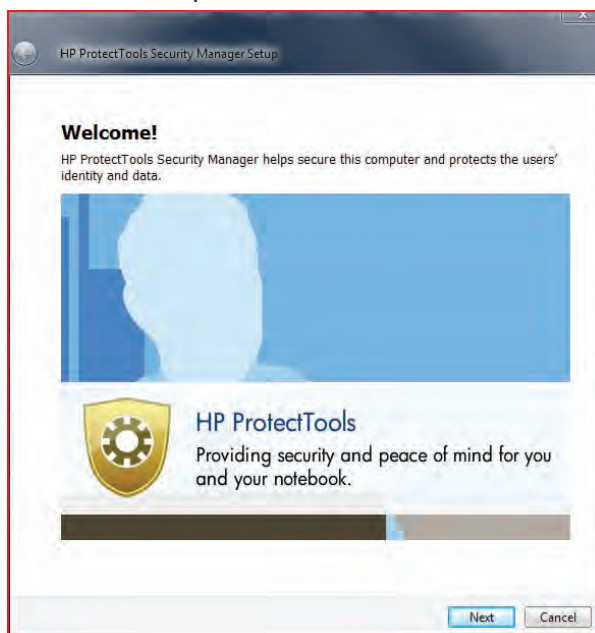 HP ProtectTools Security Manager Setup
Welcome!
HP ProtectTools Security Manager helps secure this computer and protects the users'
identity and data.
HP ProtectTools
Providing security and peace of mind for you
and your notebook.
Next Cancel